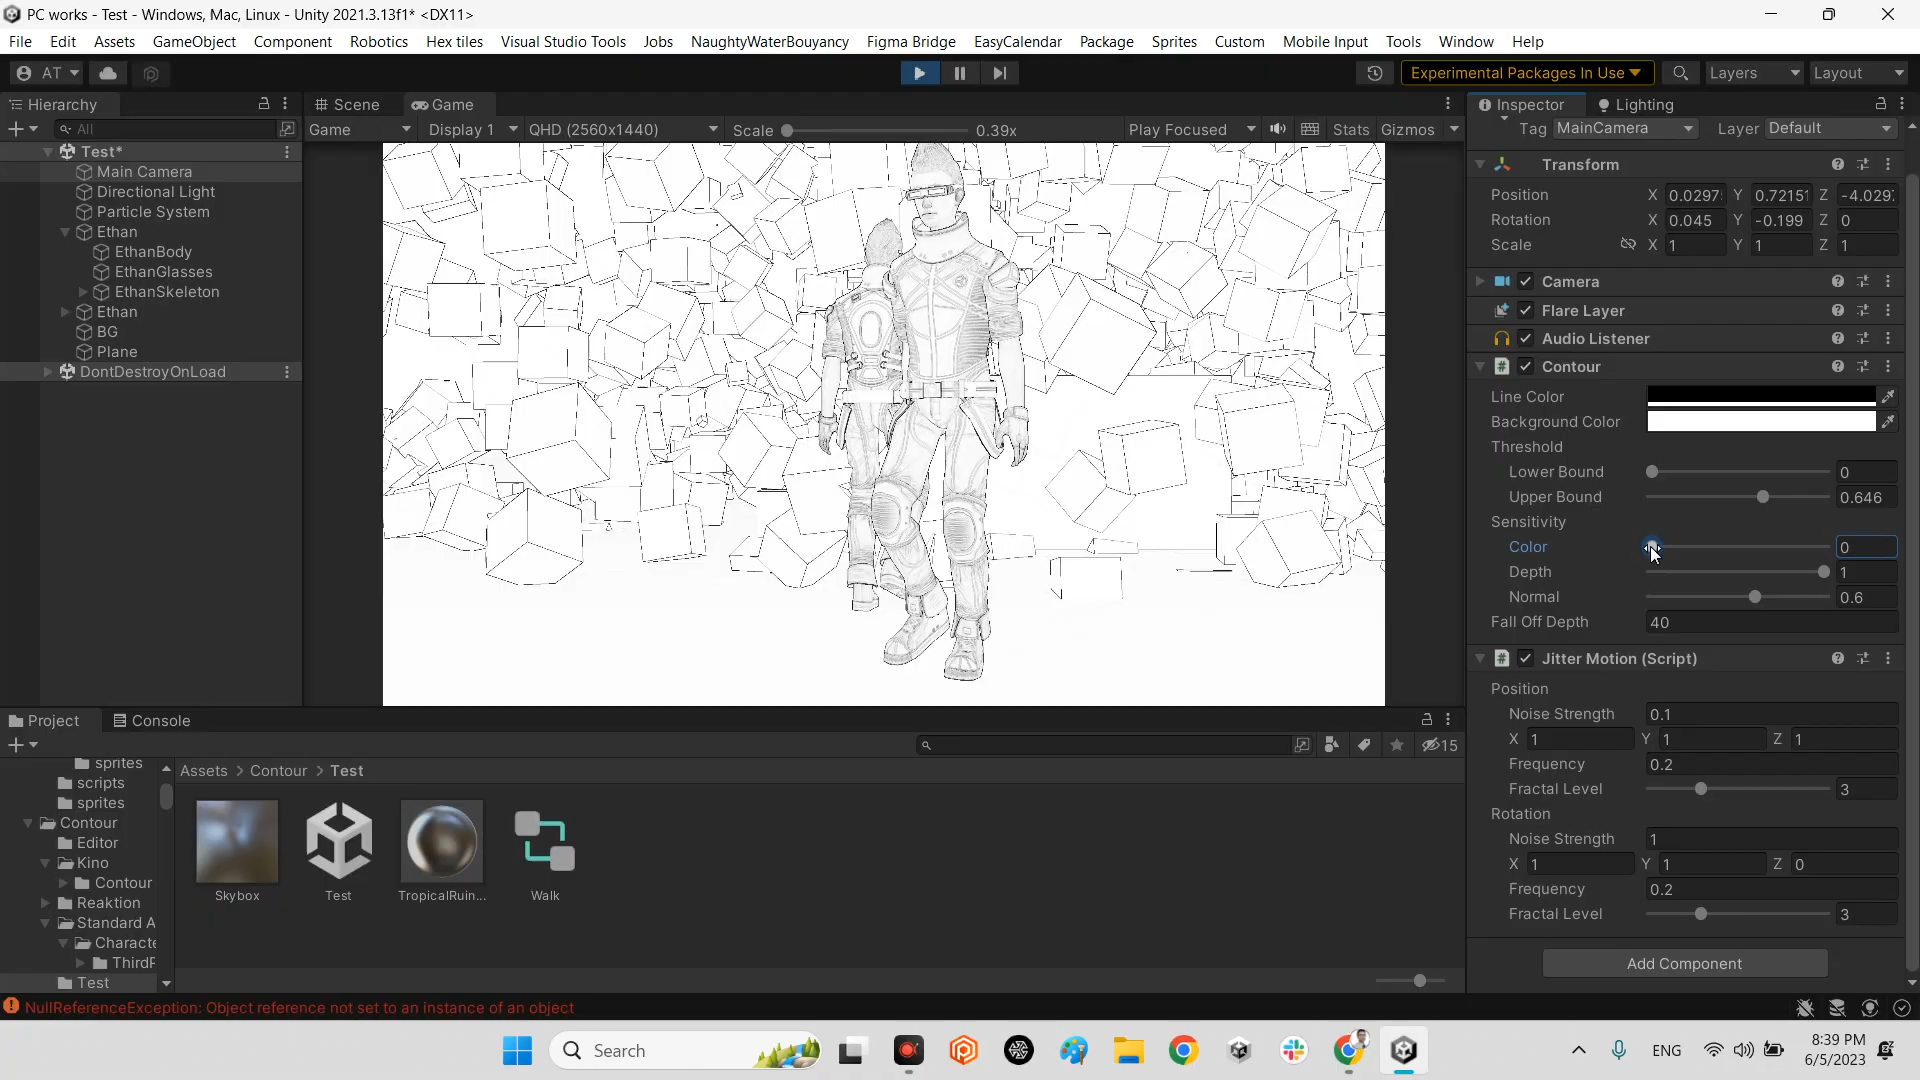 PC works - Test - Windows, Mac, Linux - Unity 2021.3.13f1* <DX11>
File Edit Assets GameObject Component Robotics Hex tiles Visual Studio Tools Jobs NaughtyWaterBouyancy Figma Bridge EasyCalendar Package Sprites Custom Mobile Input Tools Window Help
AT Experimental Packages In Use Layers Layout
Hierarchy
All
Test*
Main Camera
Directional Light
Particle System
Ethan
EthanBody
EthanGlasses
EthanSkeleton
Ethan
BG
Plane
DontDestroyOnLoad
Scene Game
Game Display 1 QHD (2560x1440) Scale 0.39x Play Focused Stats Gizmos
Inspector Lighting
Tag MainCamera Layer Default
Transform
Position X 0.0297 Y 0.7215 Z -4.029
Rotation X 0.045 Y -0.199 Z 0
Scale X 1 Y 1 Z 1
Camera
Flare Layer
Audio Listener
# Contour
Line Color
Background Color
Threshold
Lower Bound 0
Upper Bound 0.646
Sensitivity
Color 0
Depth 1
Normal 0.6
Fall Off Depth 40
# Jitter Motion (Script)
Position
Noise Strength 0.1
X 1 Y 1 Z 1
Frequency 0.2
Fractal Level 3
Rotation
Noise Strength 1
X 1 Y 1 Z 0
Frequency 0.2
Fractal Level 3
Add Component
Project Console
15
sprites
scripts
sprites
Contour
Editor
Kino
Contour
Reaktion
Standard A
Characte
ThirdP
Test
Assets > Contour > Test
Skybox Test TropicalRuin... Walk
NullReferenceException: Object reference not set to an instance of an object
Search
ENG
8:39 PM
6/5/2023